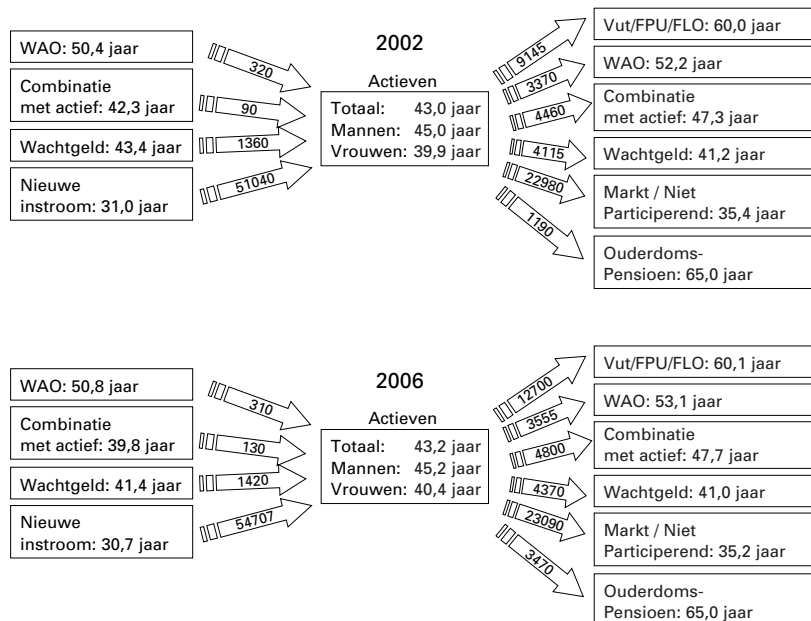 2002
WAO: 50,4 jaar
Combinatie
met actief: 42,3 jaar
Wachtgeld: 43,4 jaar
Nieuwe
instroom: 31,0 jaar
320
90
1360
51040
Actieven
Totaal: 43,0 jaar
Mannen: 45,0 jaar
Vrouwen: 39,9 jaar
9145
3370
4460
4115
22980
1190
Vut/FPU/FLO: 60,0 jaar
WAO: 52,2 jaar
Combinatie
met actief: 47,3 jaar
Wachtgeld: 41,2 jaar
Markt / Niet
Participerend: 35,4 jaar
Ouderdoms-
Pensioen: 65,0 jaar
2006
WAO: 50,8 jaar
Combinatie
met actief: 39,8 jaar
Wachtgeld: 41,4 jaar
Nieuwe
instroom: 30,7 jaar
310
130
1420
54707
Actieven
Totaal: 43,2 jaar
Mannen: 45,2 jaar
Vrouwen: 40,4 jaar
12700
3555
4800
4370
23090
3470
Vut/FPU/FLO: 60,1 jaar
WAO: 53,1 jaar
Combinatie
met actief: 47,7 jaar
Wachtgeld: 41,0 jaar
Markt / Niet
Participerend: 35,2 jaar
Ouderdoms-
Pensioen: 65,0 jaar